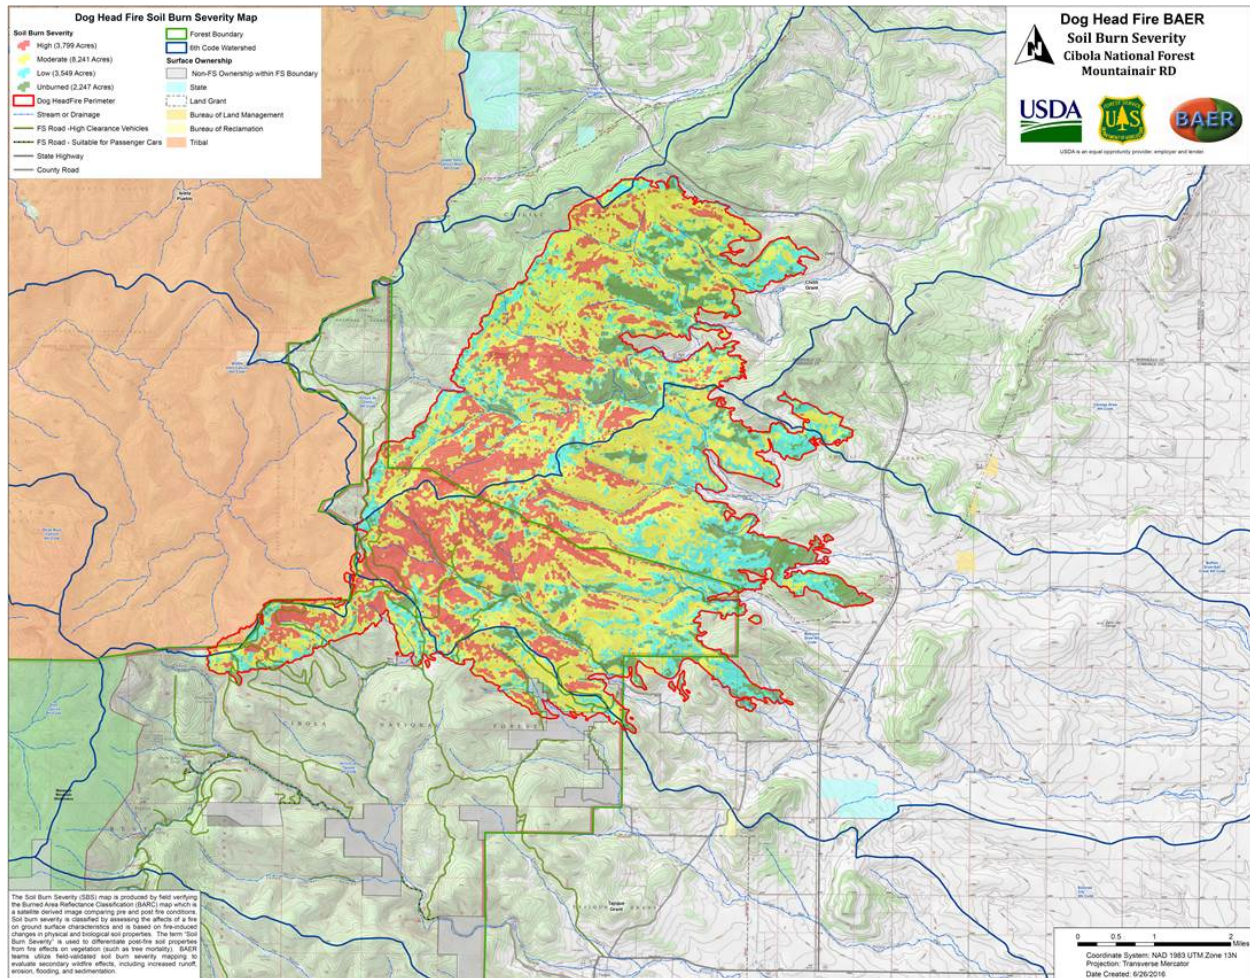 Dog Head Fire Soil Burn Severity Map
Soil Burn Severity
High (3,799 Acres)
Moderate (8,241 Acres)
Low (3,549 Acres)
Unburned (2,247 Acres)
Dog HeadFire Perimeter
Stream or Drainage
FS Road -High Clearance Vehicles
FS Road - Suitable for Passenger Cars
State Highway
County Road
Forest Boundary
6th Code Watershed
Surface Ownership
Non-FS Ownership within FS Boundary
State
Land Grant
Bureau of Land Management
Bureau of Reclamation
Tribal
Dog Head Fire BAER
Soil Burn Severity
Cibola National Forest
Mountainair RD
N
USDA
FOREST SERVICE
U S
BAER
USDA is an equal opportunity provider, employer and lender.
Isleta
Pueblo
Chilili
Grant
CIBOLA NATIONAL FOREST
Tajique
Grant
The Soil Burn Severity (SBS) map is produced by field verifying
the Burned Area Reflectance Classification (BARC) map which is
a satellite derived image comparing pre and post fire conditions.
Soil burn severity is classified by assessing the affects of a fire
on ground surface characteristics and is based on fire-induced
changes in physical and biological soil properties. The term "Soil
Burn Severity" is used to differentiate post-fire soil properties
from fire effects on vegetation (such as tree mortality). BAER
teams utilize field-validated soil burn severity mapping to
evaluate secondary wildfire effects, including increased runoff,
erosion, flooding, and sedimentation.
0 0.5 1 2
Miles
Coordinate System: NAD 1983 UTM Zone 13N
Projection: Transverse Mercator
Date Created: 6/26/2016